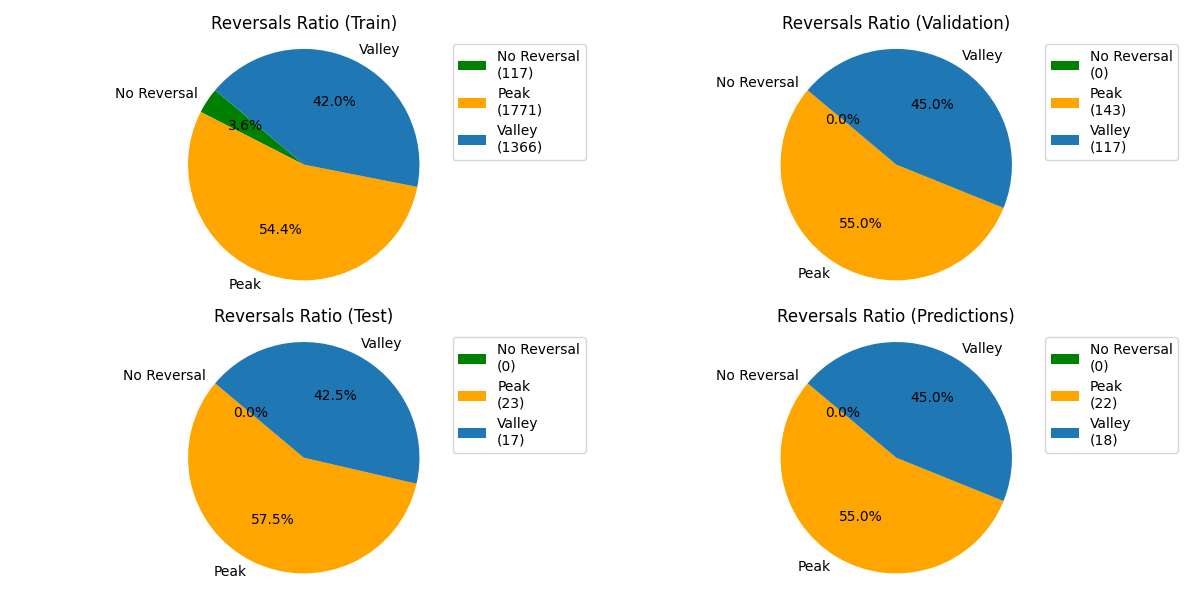 Reversals Ratio (Train)
Valley
No Reversal
42.0%
3.6%
54.4%
Peak
No Reversal
(117)
Peak
(1771)
Valley
(1366)
Reversals Ratio (Validation)
Valley
No Reversal
45.0%
0.0%
55.0%
Peak
No Reversal
(0)
Peak
(143)
Valley
(117)
Reversals Ratio (Test)
Valley
No Reversal
42.5%
0.0%
57.5%
Peak
No Reversal
(0)
Peak
(23)
Valley
(17)
Reversals Ratio (Predictions)
Valley
No Reversal
45.0%
0.0%
55.0%
Peak
No Reversal
(0)
Peak
(22)
Valley
(18)